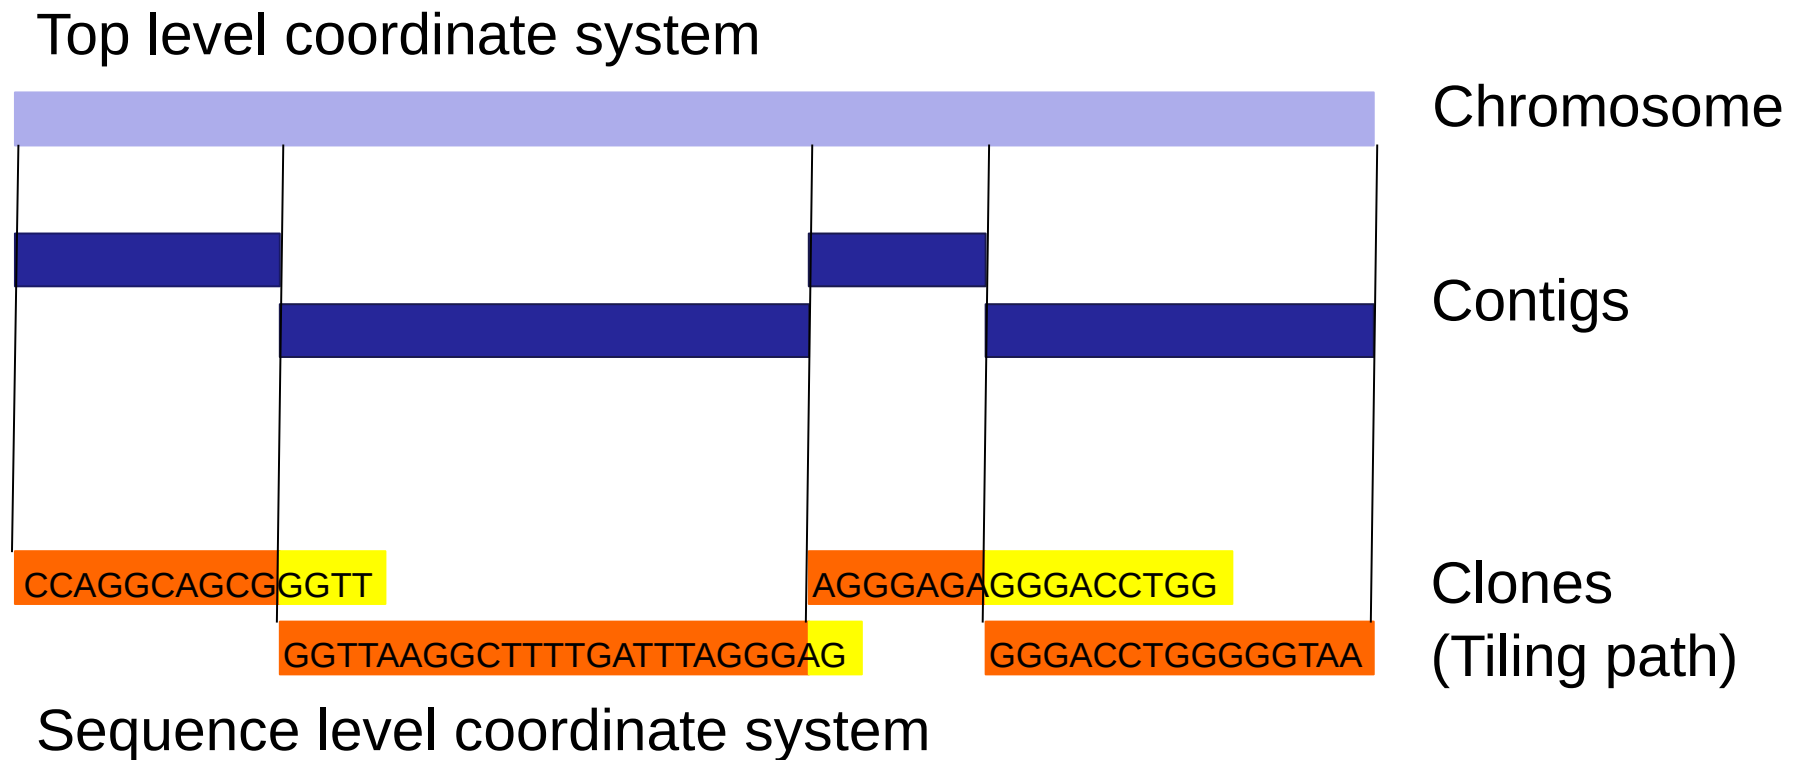 Top level coordinate system
Chromosome
Contigs
CCAGGCAGCGGGTT
AGGGAGAGGGACCTGG
Clones
GGTTAAGGCTTTTGATTTAGGGAG
GGGACCTGGGGGTAA
(Tiling path)
Sequence level coordinate system